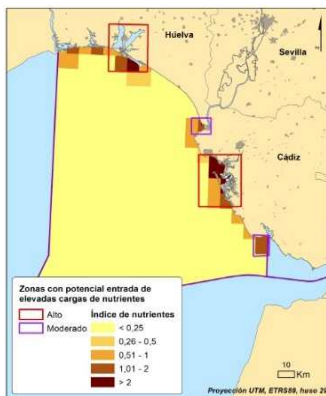 Huelva
Sevilla
Cádiz
Zonas con potencial entrada de
elevadas cargas de nutrientes
Alto
Moderado
Índice de nutrientes
< 0,25
0,26 - 0,5
0,51 - 1
1,01 - 2
> 2
10
Km
Proyección UTM, ETRS89, huso 29